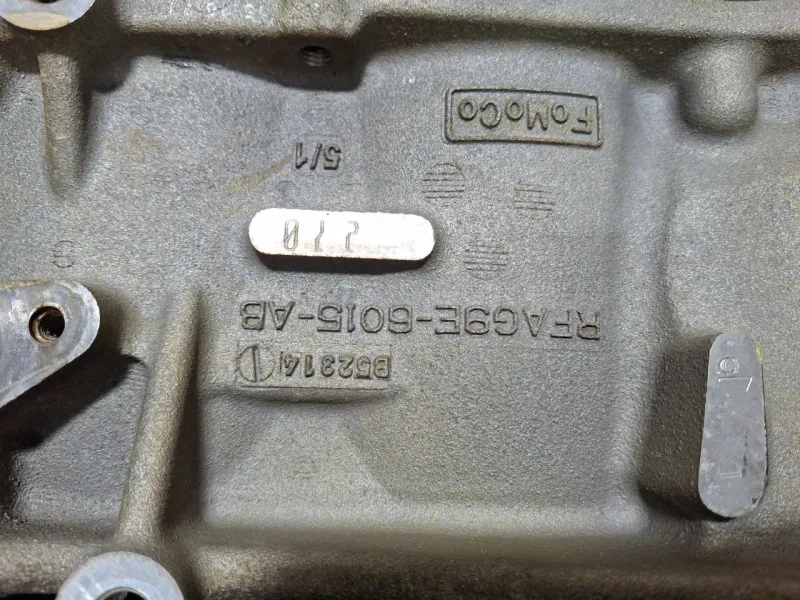 B52314
RFAG9E-6015-AB
270
5/1
FoMoCo